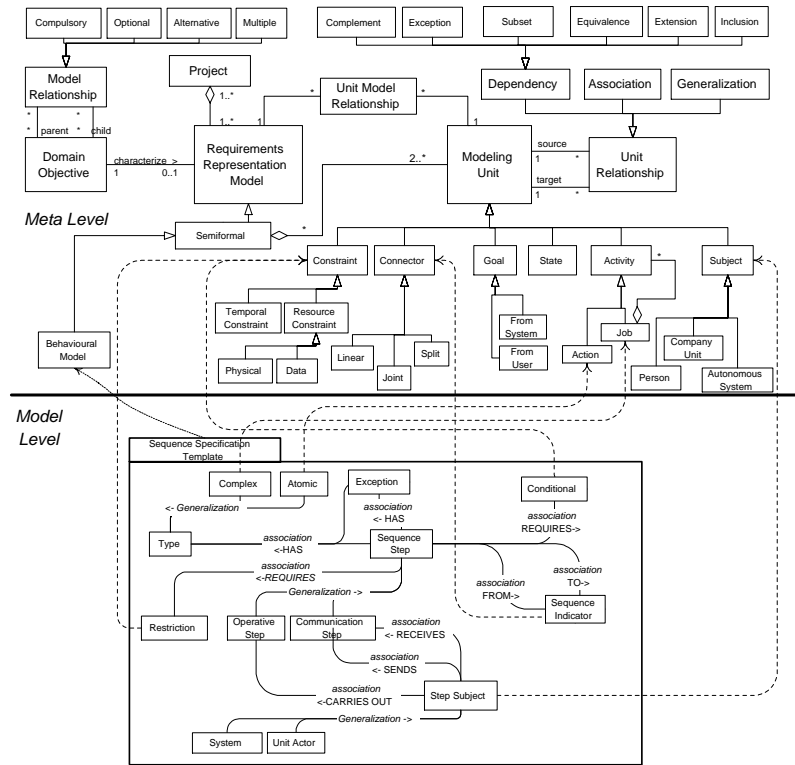 Compulsory
Optional
Alternative
Multiple
Complement
Exception
Subset
Equivalence
Extension
Inclusion
Model
Relationship
Project
Unit Model
Relationship
Dependency
Association
Generalization
1..*
*
*
*
*
parent
child
1..*
1
*
*
1
Domain
Objective
characterize >
1
0..1
Requirements
Representation
Model
2..*
Modeling
Unit
source
1
*
target
1
*
Unit
Relationship
Meta Level
Semiformal
*
Constraint
Connector
Goal
State
Activity
*
Subject
Temporal
Constraint
Resource
Constraint
Physical
Data
Linear
Joint
Split
From
System
From
User
Action
Job
Company
Unit
Person
Autonomous
System
Behavioural
Model
Model
Level
Sequence Specification
Template
Complex
Atomic
Exception
Conditional
<- Generalization
association
<- HAS
association
REQUIRES->
Type
association
<-HAS
Sequence
Step
association
<-REQUIRES
association
FROM->
association
TO->
Generalization ->
Restriction
Operative
Step
Communication
Step
association
<- RECEIVES
Sequence
Indicator
association
<- SENDS
association
<-CARRIES OUT
Step Subject
Generalization ->
System
Unit Actor